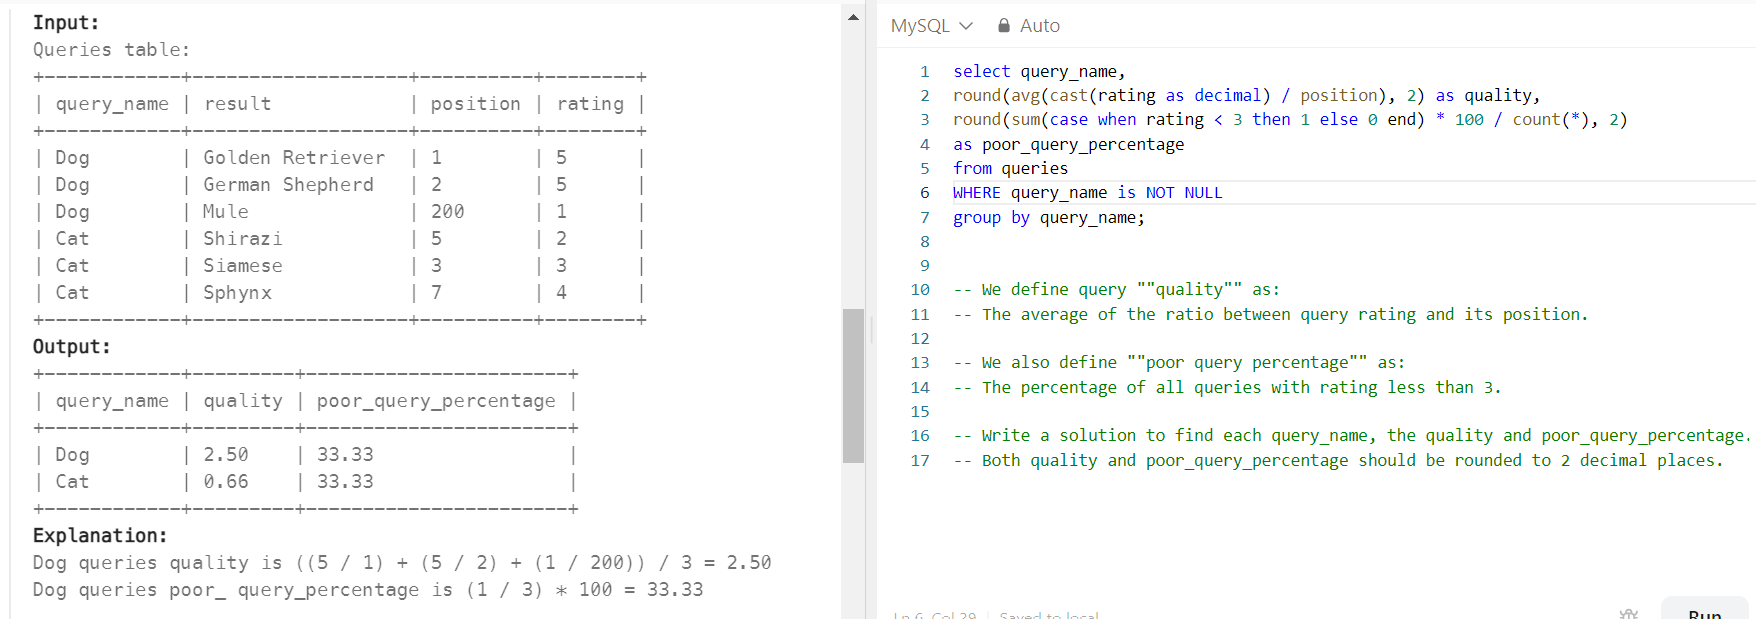 Input:
Queries table:
+------------+-------------------+----------+--------+
| query_name | result            | position | rating |
+------------+-------------------+----------+--------+
| Dog        | Golden Retriever  | 1        | 5      |
| Dog        | German Shepherd   | 2        | 5      |
| Dog        | Mule              | 200      | 1      |
| Cat        | Shirazi           | 5        | 2      |
| Cat        | Siamese           | 3        | 3      |
| Cat        | Sphynx            | 7        | 4      |
+------------+-------------------+----------+--------+
Output:
+------------+---------+-----------------------+
| query_name | quality | poor_query_percentage |
+------------+---------+-----------------------+
| Dog        | 2.50    | 33.33                 |
| Cat        | 0.66    | 33.33                 |
+------------+---------+-----------------------+
Explanation:
Dog queries quality is ((5 / 1) + (5 / 2) + (1 / 200)) / 3 = 2.50
Dog queries poor_ query_percentage is (1 / 3) * 100 = 33.33
MySQL Auto
1 select query_name,
2 round(avg(cast(rating as decimal) / position), 2) as quality,
3 round(sum(case when rating < 3 then 1 else 0 end) * 100 / count(*), 2)
4 as poor_query_percentage
5 from queries
6 WHERE query_name is NOT NULL
7 group by query_name;
8
9
10 -- We define query ""quality"" as:
11 -- The average of the ratio between query rating and its position.
12
13 -- We also define ""poor query percentage"" as:
14 -- The percentage of all queries with rating less than 3.
15
16 -- Write a solution to find each query_name, the quality and poor_query_percentage.
17 -- Both quality and poor_query_percentage should be rounded to 2 decimal places.
Ln 6, Col 29 | Saved to local
Run